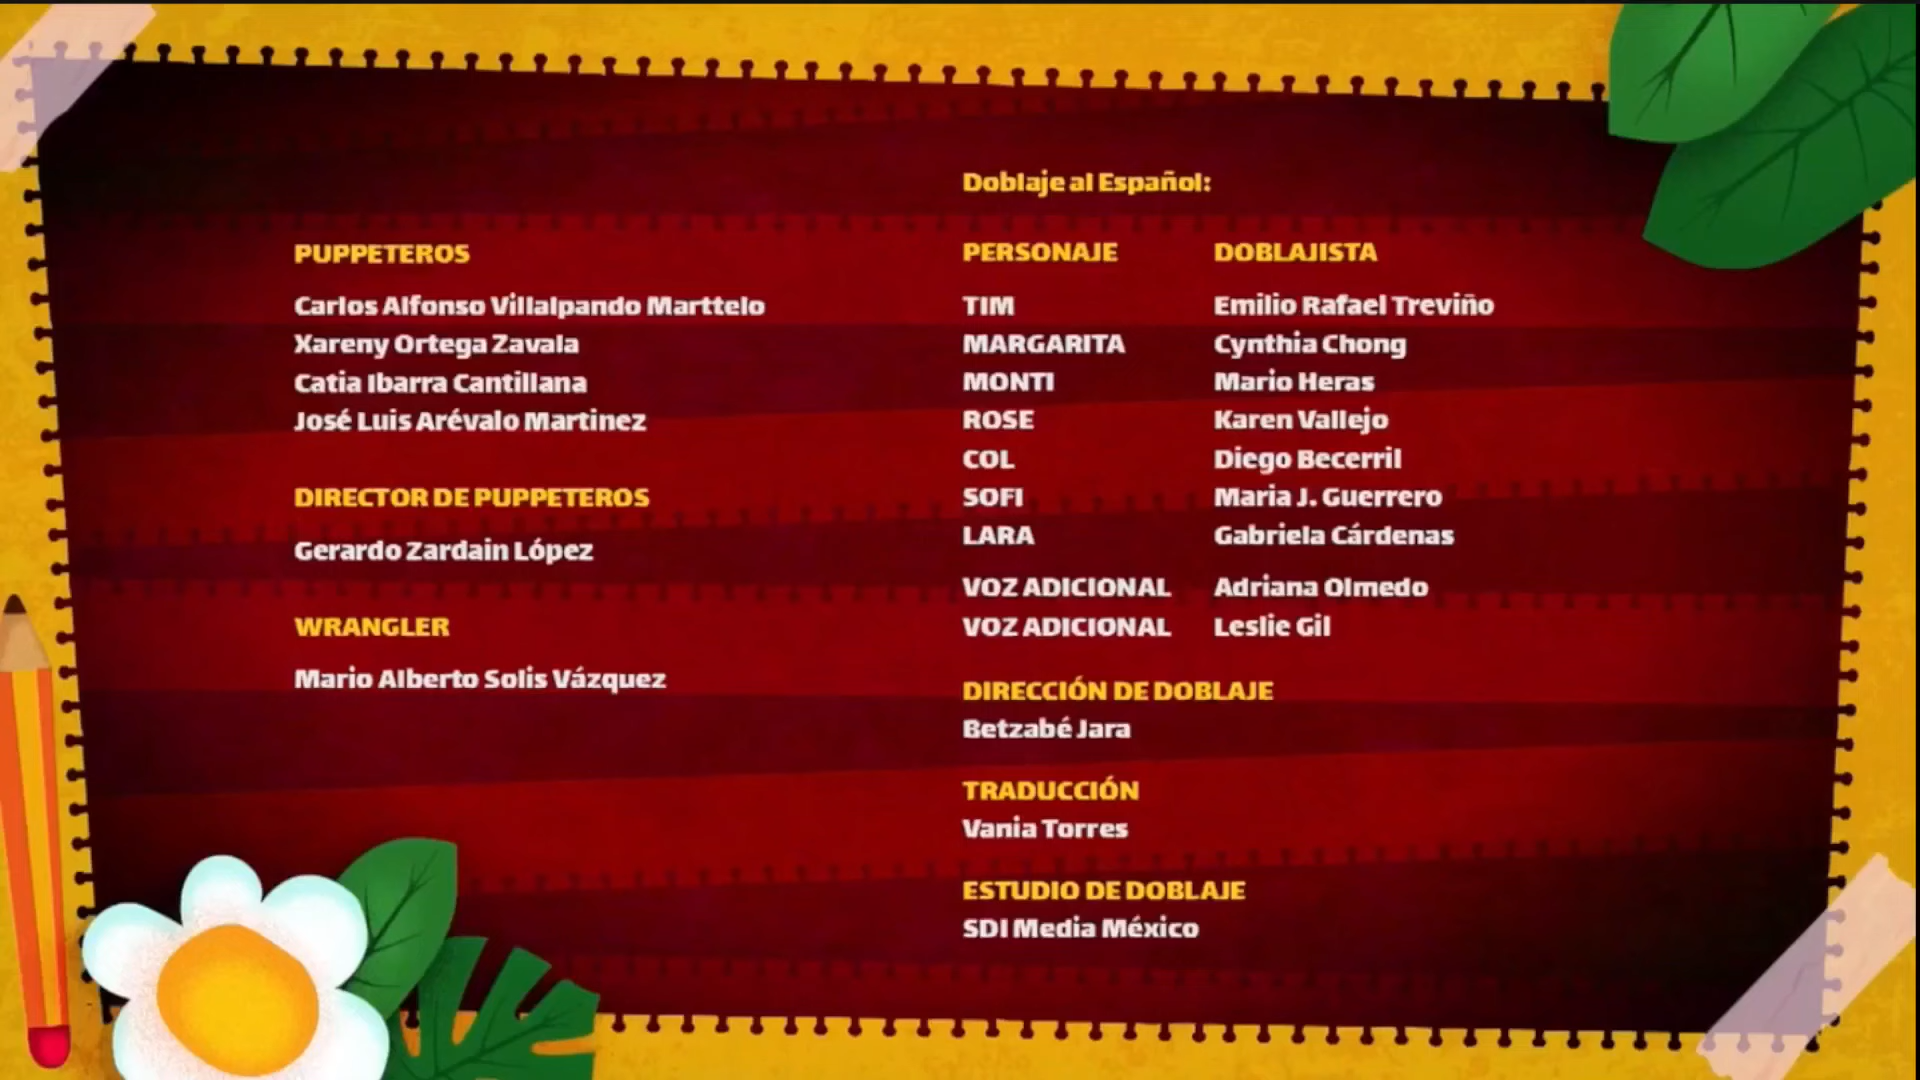 PUPPETEROS
Carlos Alfonso Villalpando Marttelo
Xareny Ortega Zavala
Catia Ibarra Cantillana
José Luis Arévalo Martinez
DIRECTOR DE PUPPETEROS
Gerardo Zardain López
WRANGLER
Mario Alberto Solis Vázquez
Doblaje al Español:
PERSONAJE DOBLAJISTA
TIM Emilio Rafael Treviño
MARGARITA Cynthia Chong
MONTI Mario Heras
ROSE Karen Vallejo
COL Diego Becerril
SOFI Maria J. Guerrero
LARA Gabriela Cárdenas
VOZ ADICIONAL Adriana Olmedo
VOZ ADICIONAL Leslie Gil
DIRECCIÓN DE DOBLAJE
Betzabé Jara
TRADUCCIÓN
Vania Torres
ESTUDIO DE DOBLAJE
SDI Media México